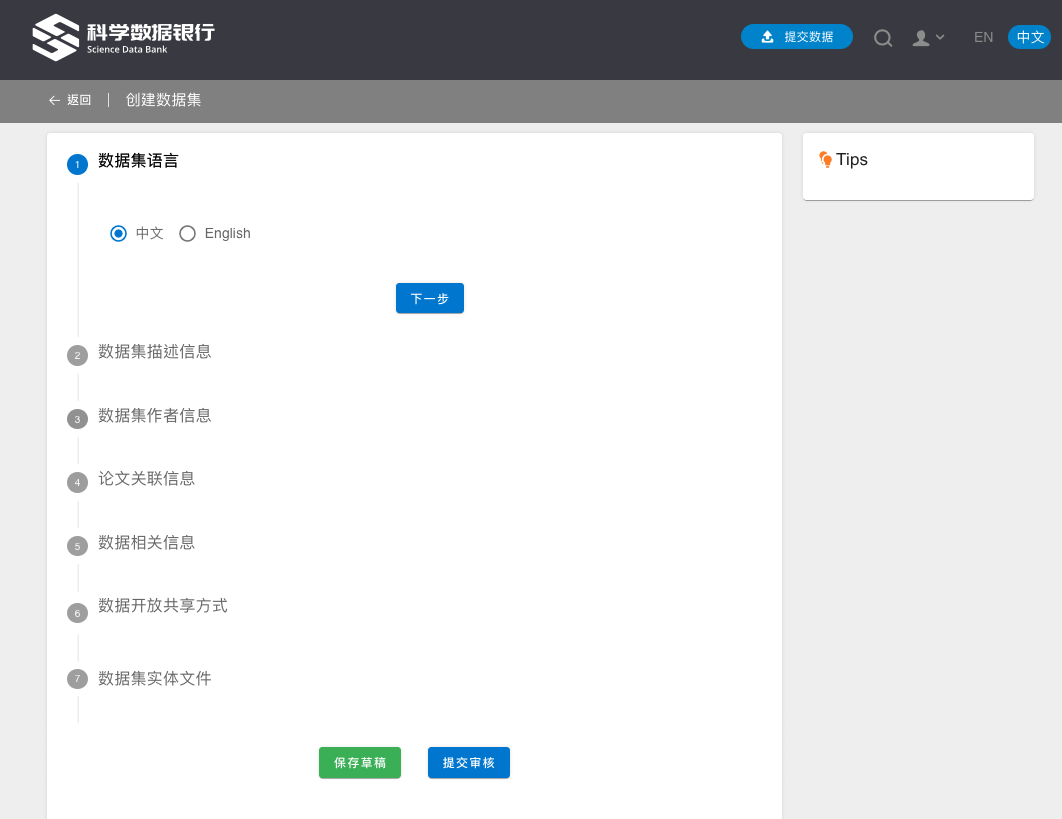 科学数据银行
Science Data Bank
提交数据
EN
中文
返回
创建数据集
1 数据集语言
中文
English
下一步
2 数据集描述信息
3 数据集作者信息
4 论文关联信息
5 数据相关信息
6 数据开放共享方式
7 数据集实体文件
保存草稿
提交审核
Tips